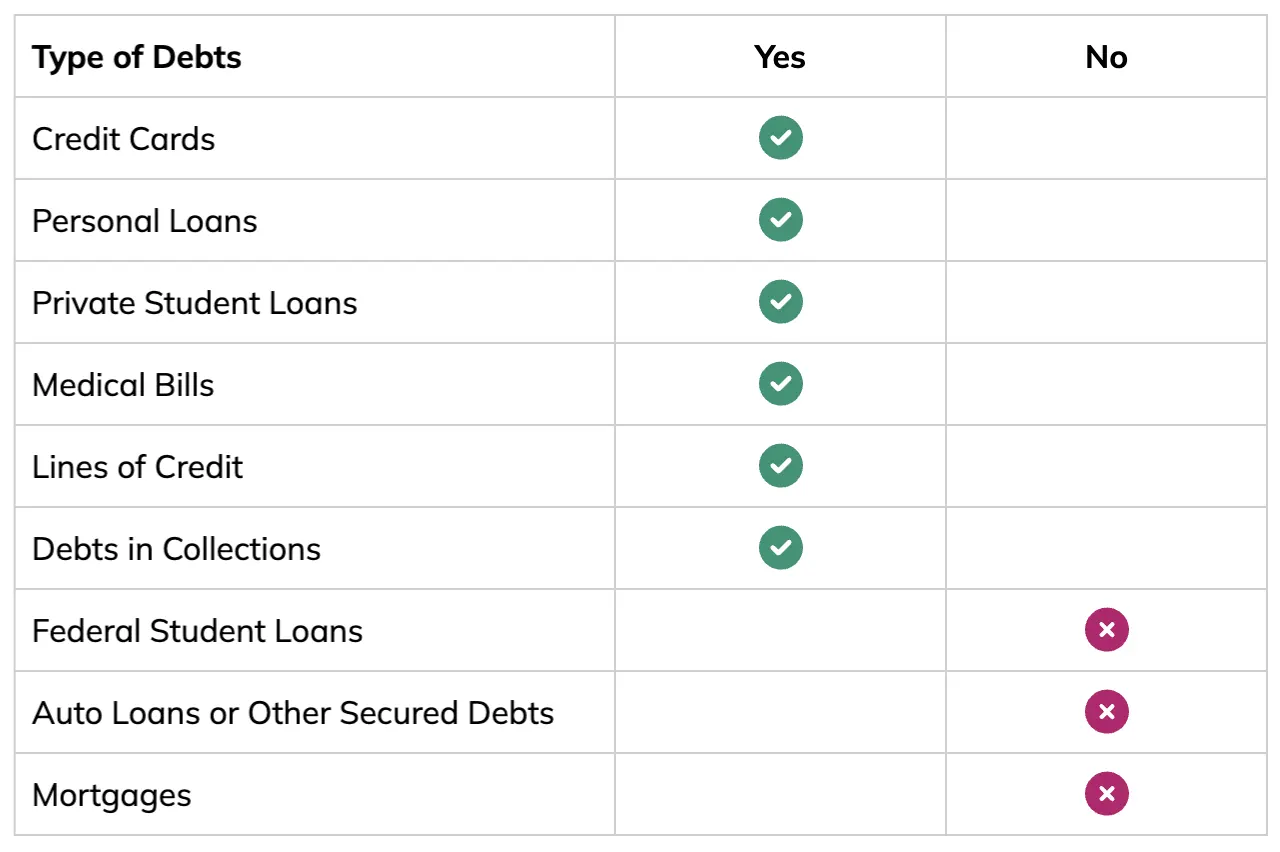 Type of Debts Yes No
Credit Cards
Personal Loans
Private Student Loans
Medical Bills
Lines of Credit
Debts in Collections
Federal Student Loans
Auto Loans or Other Secured Debts
Mortgages